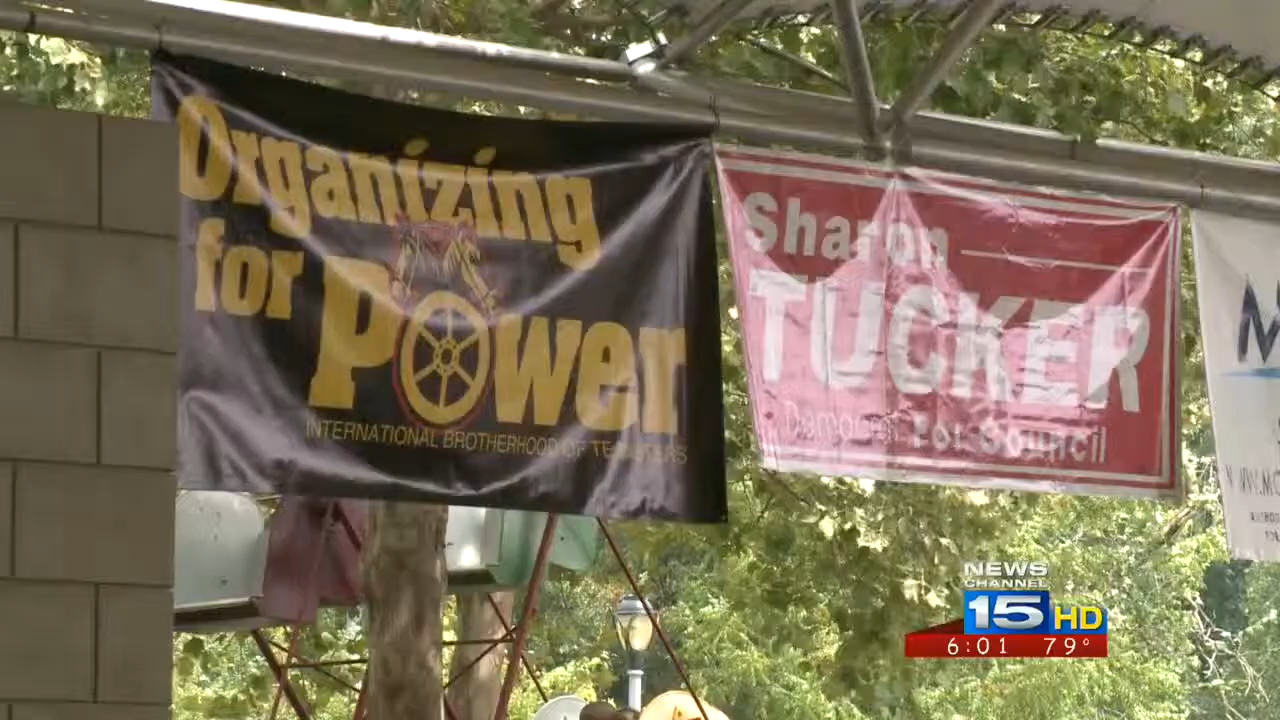 Organizing
for Power
INTERNATIONAL BROTHERHOOD OF TEAMSTERS
Sharon
TUCKER
Democrat For Council
NEWS
CHANNEL
15 HD
6:01 79°